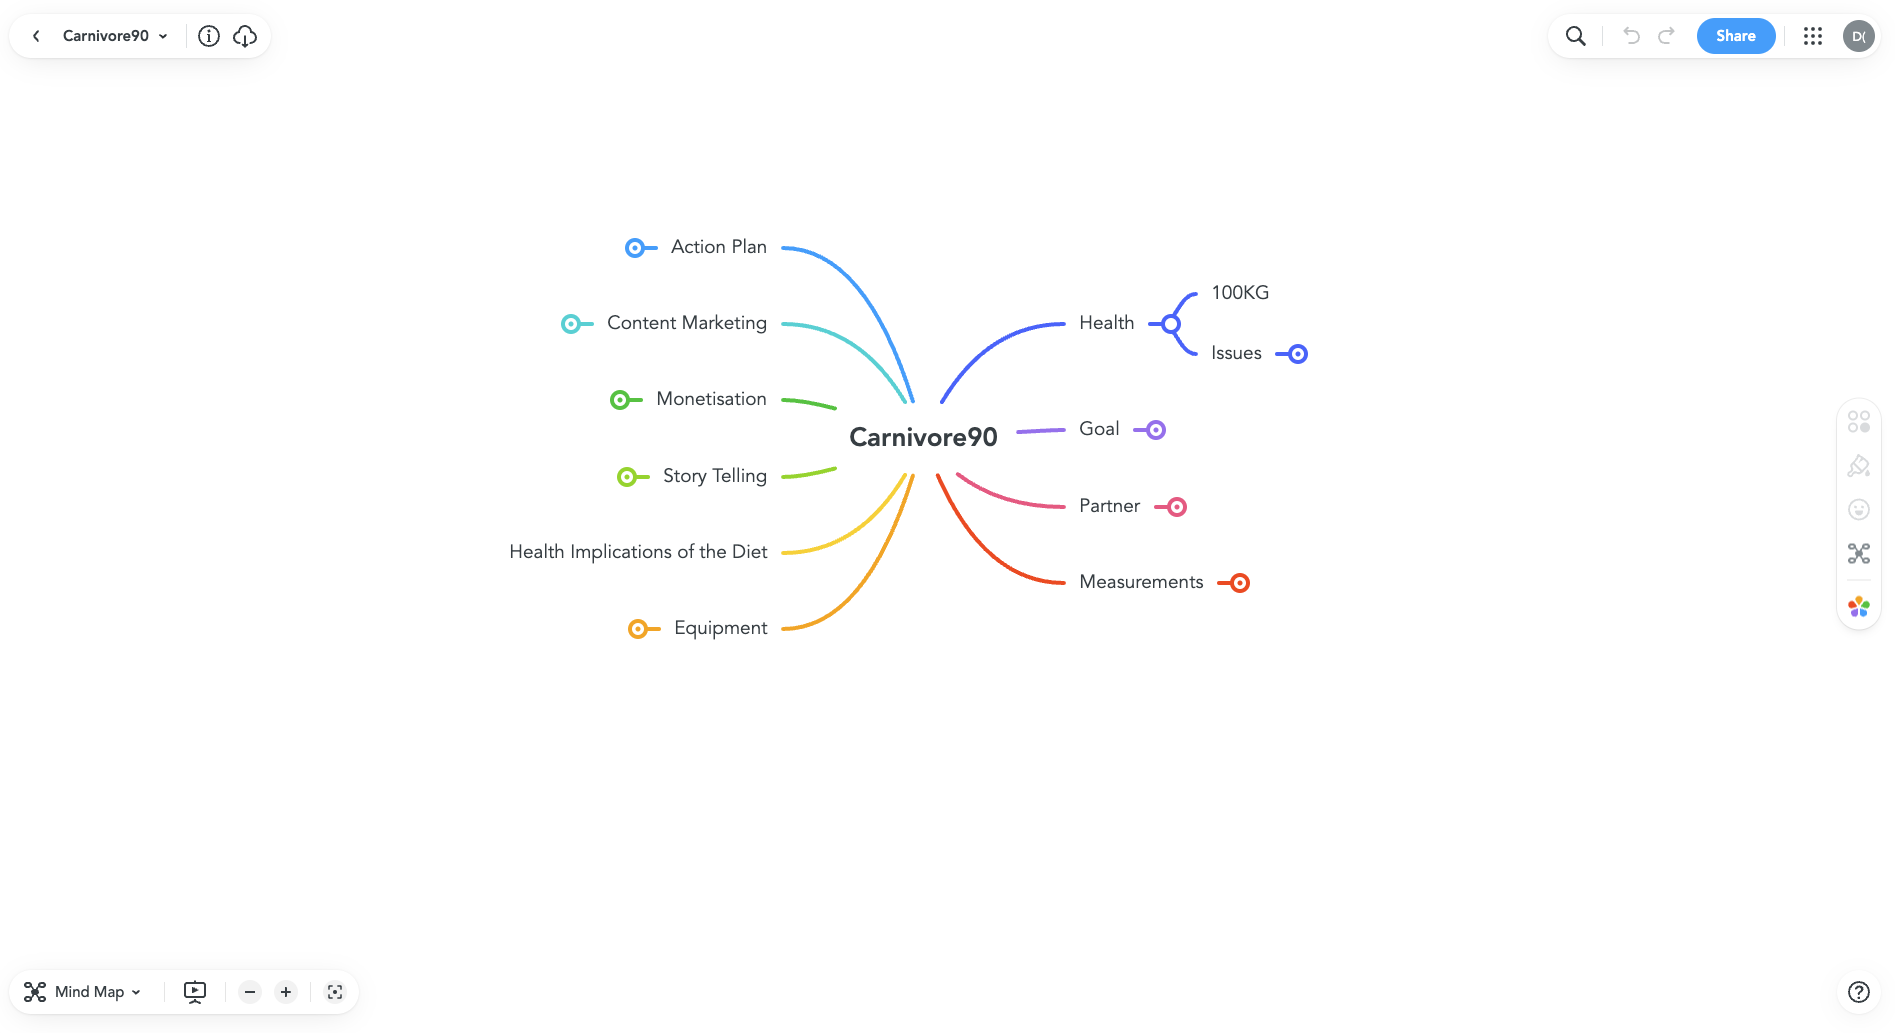 Carnivore90
Share
D(
Action Plan
Content Marketing
Monetisation
Story Telling
Health Implications of the Diet
Equipment
Carnivore90
Health
100KG
Issues
Goal
Partner
Measurements
Mind Map